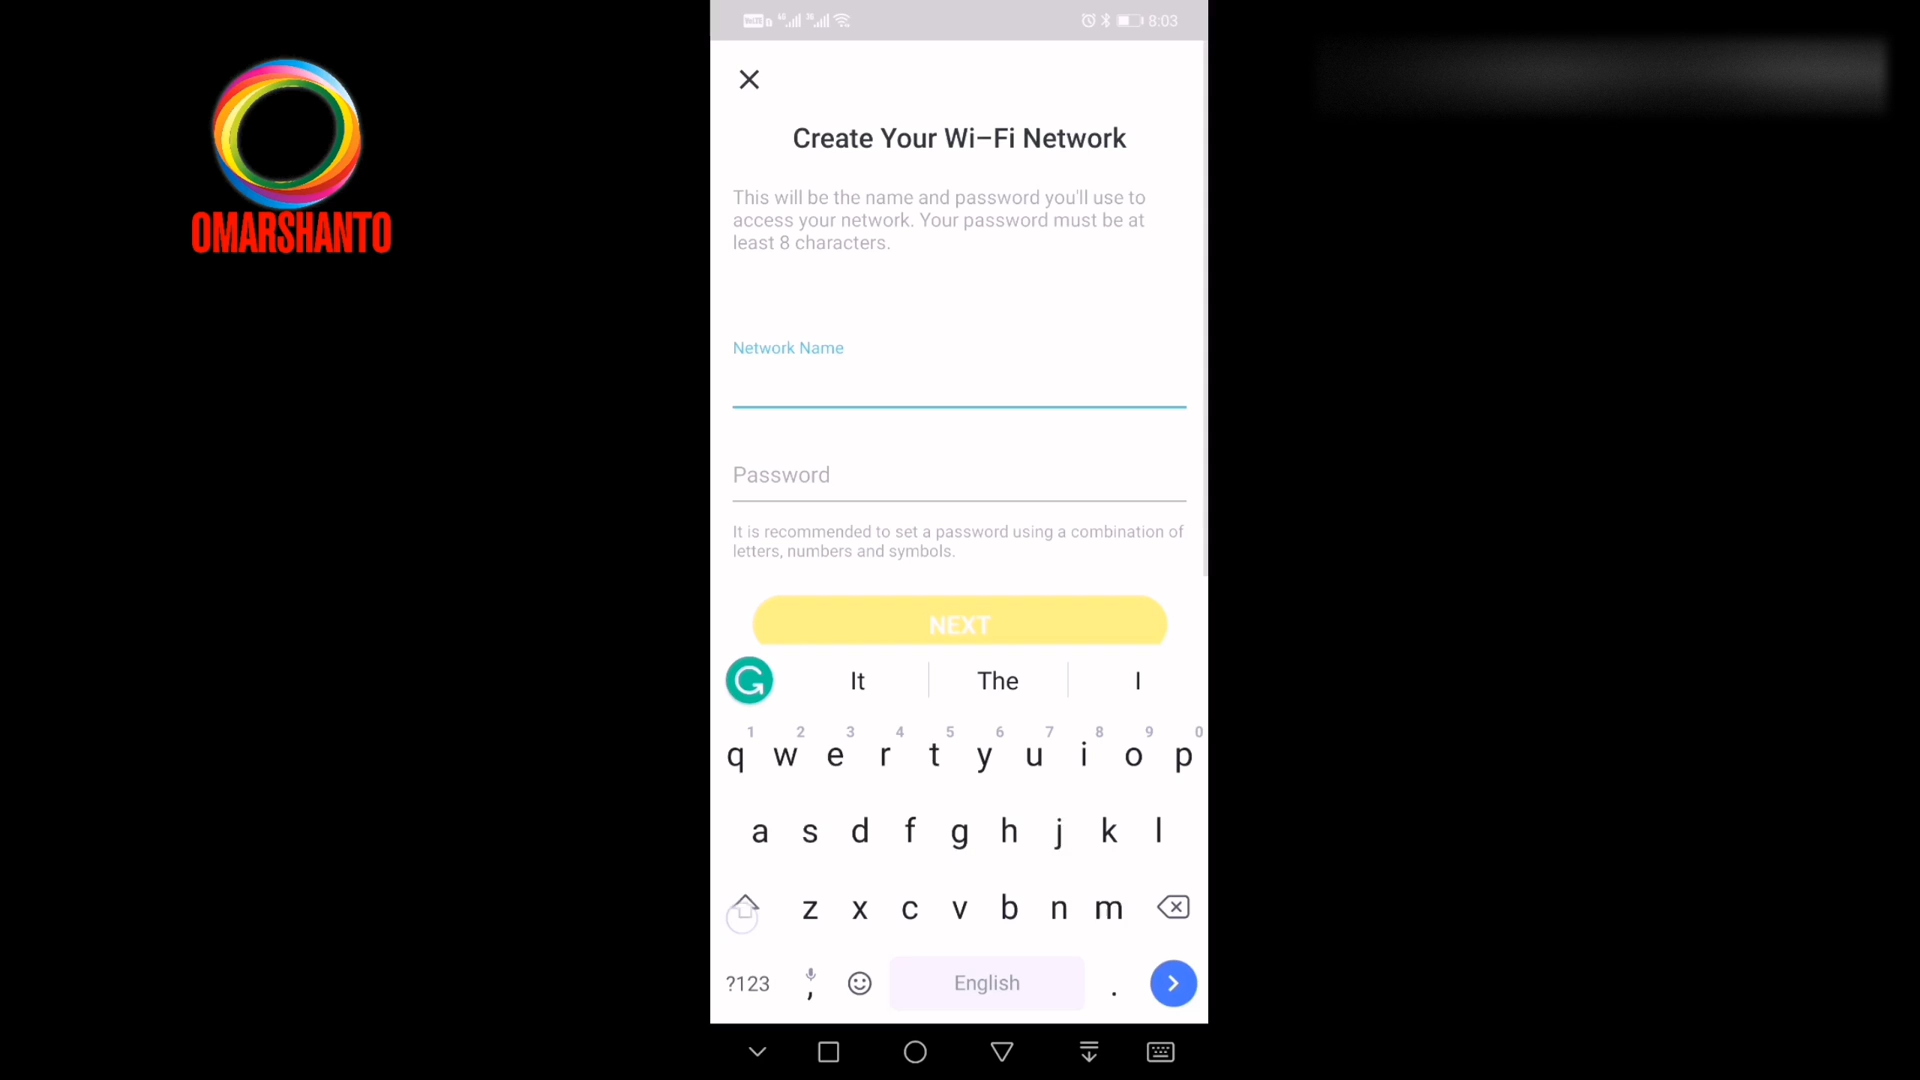 VoLTE 4G 3G 8:03
OMARSHANTO
Create Your Wi-Fi Network
This will be the name and password you'll use to
access your network. Your password must be at
least 8 characters.
Network Name
Password
It is recommended to set a password using a combination of
letters, numbers and symbols.
NEXT
It The I
1 2 3 4 5 6 7 8 9 0
q w e r t y u i o p
a s d f g h j k l
z x c v b n m
?123 , English .